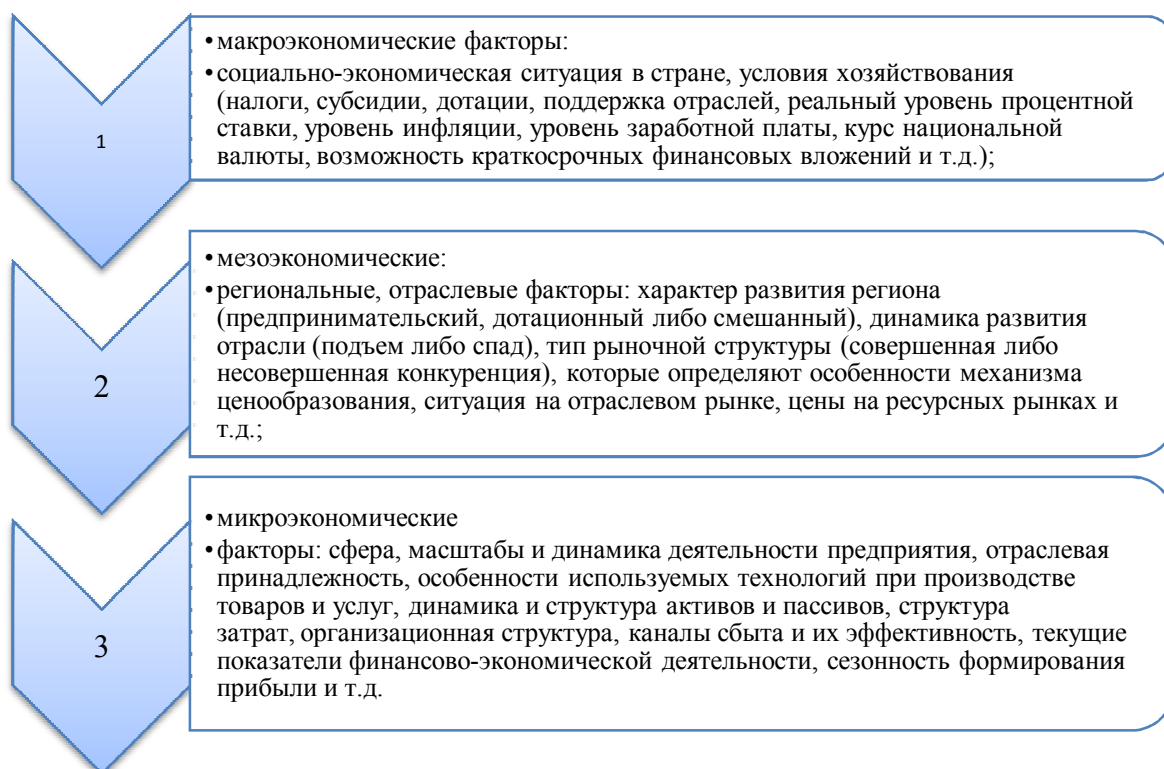 1
•макроэкономические факторы:
•социально-экономическая ситуация в стране, условия хозяйствования
(налоги, субсидии, дотации, поддержка отраслей, реальный уровень процентной
ставки, уровень инфляции, уровень заработной платы, курс национальной
валюты, возможность краткосрочных финансовых вложений и т.д.);
2
•мезоэкономические:
•региональные, отраслевые факторы: характер развития региона
(предпринимательский, дотационный либо смешанный), динамика развития
отрасли (подъем либо спад), тип рыночной структуры (совершенная либо
несовершенная конкуренция), которые определяют особенности механизма
ценообразования, ситуация на отраслевом рынке, цены на ресурсных рынках и
т.д.;
3
•микроэкономические
•факторы: сфера, масштабы и динамика деятельности предприятия, отраслевая
принадлежность, особенности используемых технологий при производстве
товаров и услуг, динамика и структура активов и пассивов, структура
затрат, организационная структура, каналы сбыта и их эффективность, текущие
показатели финансово-экономической деятельности, сезонность формирования
прибыли и т.д.